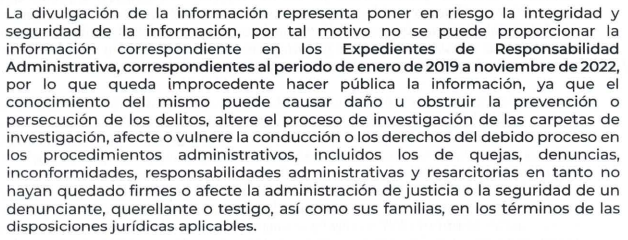 La divulgación de la información representa poner en riesgo la integridad y
seguridad de la información, por tal motivo no se puede proporcionar la
información correspondiente en los Expedientes de Responsabilidad
Administrativa, correspondientes al periodo de enero de 2019 a noviembre de 2022,
por lo que queda improcedente hacer pública la información, ya que el
conocimiento del mismo puede causar daño u obstruir la prevención o
persecución de los delitos, altere el proceso de investigación de las carpetas de
investigación, afecte o vulnere la conducción o los derechos del debido proceso en
los procedimientos administrativos, incluidos los de quejas, denuncias,
inconformidades, responsabilidades administrativas y resarcitorias en tanto no
hayan quedado firmes o afecte la administración de justicia o la seguridad de un
denunciante, querellante o testigo, así como sus familias, en los términos de las
disposiciones jurídicas aplicables.